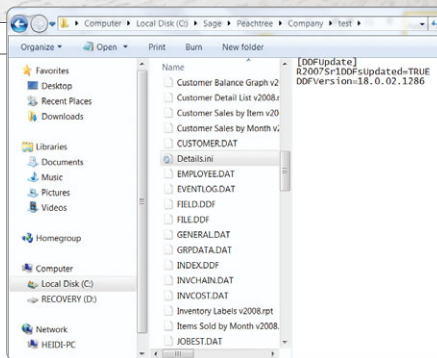 Computer ▸ Local Disk (C:) ▸ Sage ▸ Peachtree ▸ Company ▸ test ▸
Organize Open Print Burn New folder
Favorites
Desktop
Recent Places
Downloads
Libraries
Documents
Music
Pictures
Videos
Homegroup
Computer
Local Disk (C:)
RECOVERY (D:)
Network
HEIDI-PC
Name
Customer Balance Graph v2
Customer Detail List v2008.r
Customer Sales by Item v20
Customer Sales by Month v2
CUSTOMER.DAT
Details.ini
EMPLOYEE.DAT
EVENTLOG.DAT
FIELD.DDF
FILE.DDF
GENERAL.DAT
GRPDATA.DAT
INDEX.DDF
INVCHAIN.DAT
INVCOST.DAT
Inventory Labels v2008.rpt
Items Sold by Month v2008.
JOBEST.DAT
[DDFUpdate]
R2007Sr1DDFsUpdated=TRUE
DDFVersion=18.0.02.1286